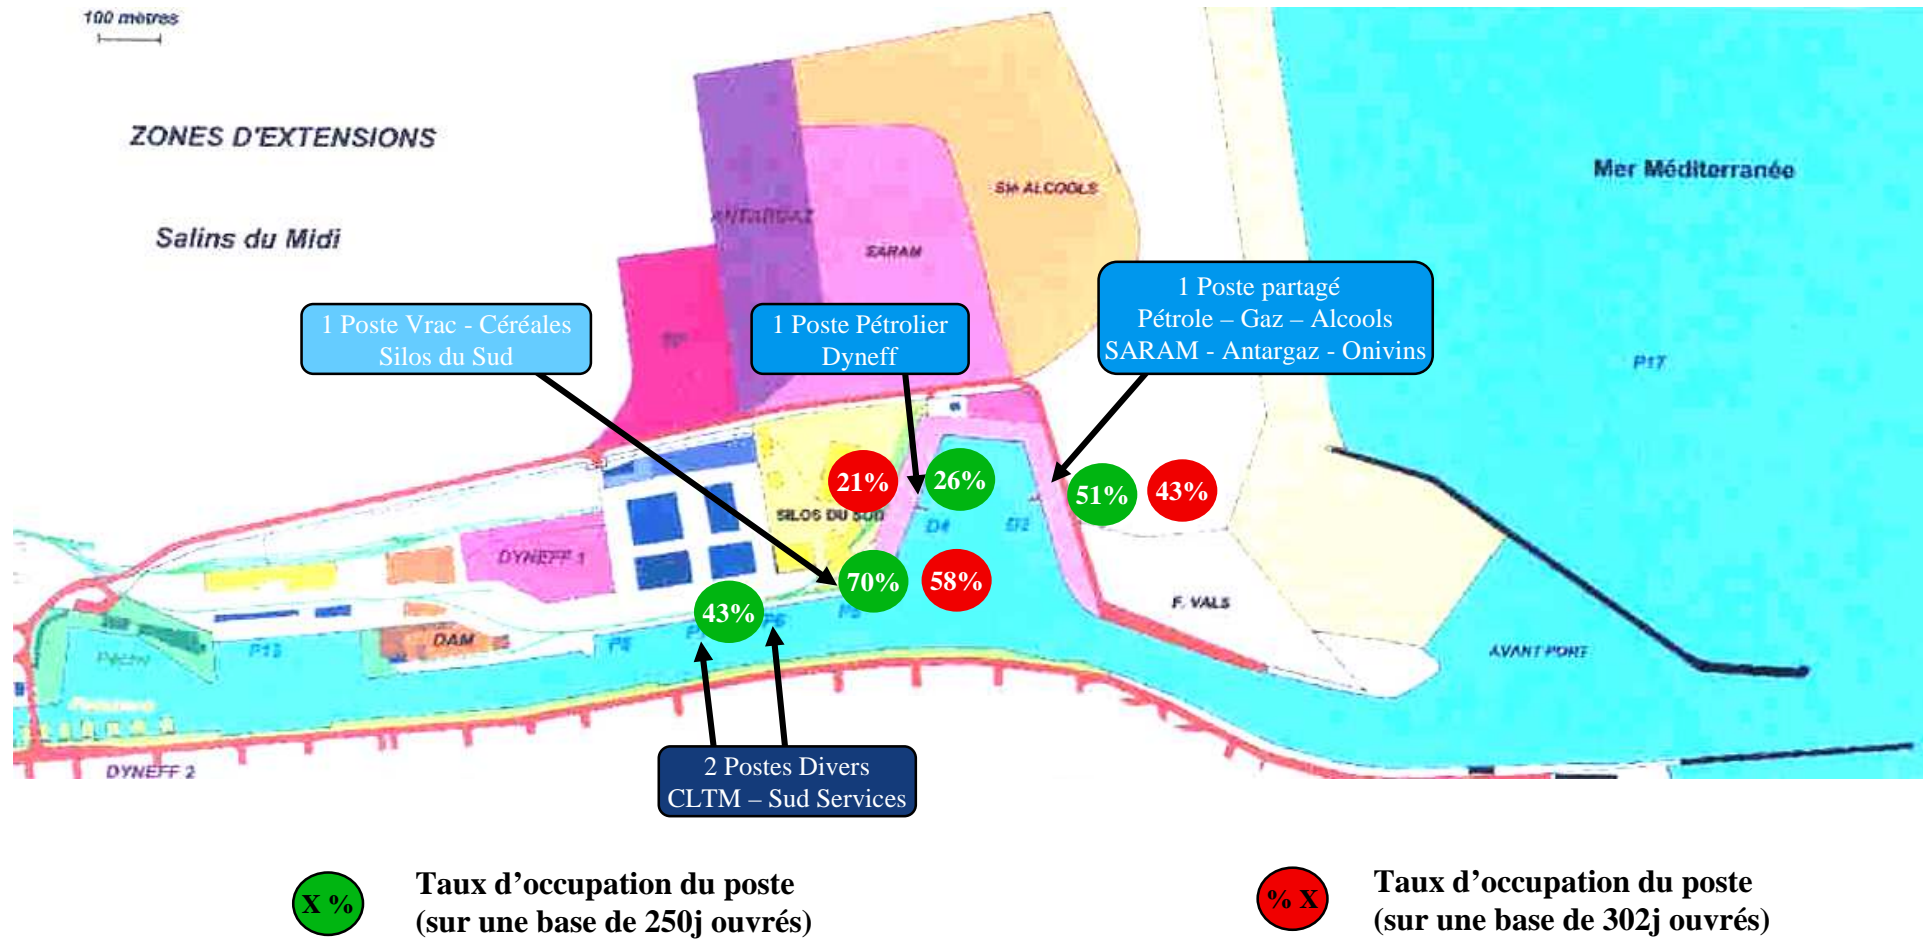 100 mètres
ZONES D'EXTENSIONS
Salins du Midi
Mer Méditerranée
Sté ALCOOLS
ANTARGAZ
SARAM
1 Poste Vrac - Céréales
Silos du Sud
1 Poste Pétrolier
Dyneff
1 Poste partagé
Pétrole – Gaz – Alcools
SARAM - Antargaz - Onivins
P17
21%
26%
51%
43%
SILOS DU SUD
D4
D2
DYNEFF 1
70%
58%
43%
F. VALS
DAM
P8
P6
AVANT PORT
DYNEFF 2
2 Postes Divers
CLTM – Sud Services
X %
Taux d’occupation du poste
(sur une base de 250j ouvrés)
% X
Taux d’occupation du poste
(sur une base de 302j ouvrés)